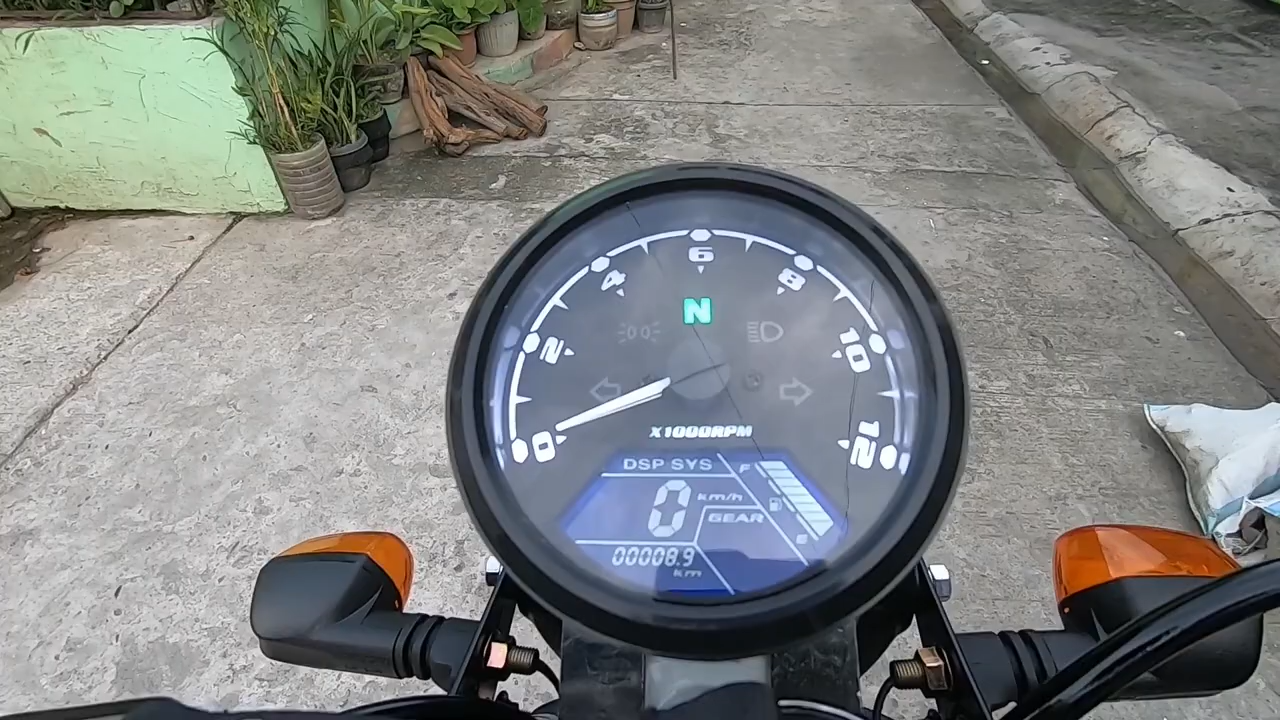 6
4
8
N
2
10
0
12
X1000RPM
DSP SYS
F
0 km/h
GEAR
00008.9
km